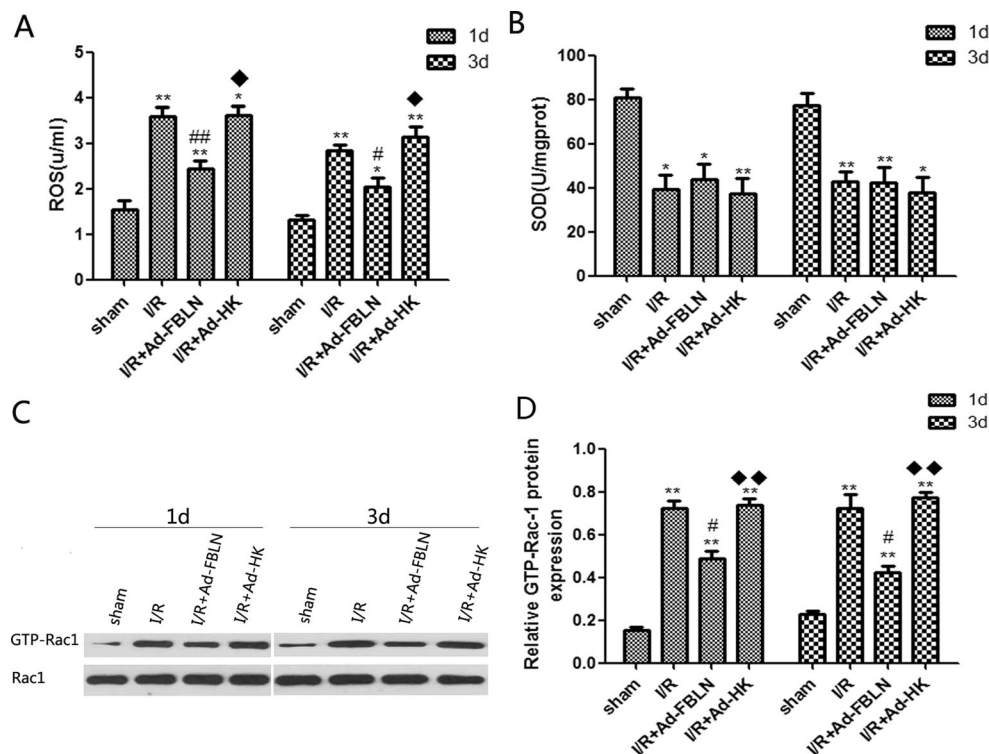 A
1d
3d
ROS(u/ml)
5
4
3
2
1
0
**
##
**
◆
*
**
#
*
◆
**
sham
I/R
I/R+Ad-FBLN
I/R+Ad-HK
sham
I/R
I/R+Ad-FBLN
I/R+Ad-HK
B
1d
3d
SOD(U/mgprot)
100
80
60
40
20
0
*
*
**
**
**
*
sham
I/R
I/R+Ad-FBLN
I/R+Ad-HK
sham
I/R
I/R+Ad-FBLN
I/R+Ad-HK
C
1d
3d
sham
I/R
I/R+Ad-FBLN
I/R+Ad-HK
sham
I/R
I/R+Ad-FBLN
I/R+Ad-HK
GTP-Rac1
Rac1
D
1d
3d
Relative GTP-Rac-1 protein
expression
1.0
0.8
0.6
0.4
0.2
0.0
**
#
**
◆◆
**
**
#
**
◆◆
**
sham
I/R
I/R+Ad-FBLN
I/R+Ad-HK
sham
I/R
I/R+Ad-FBLN
I/R+Ad-HK